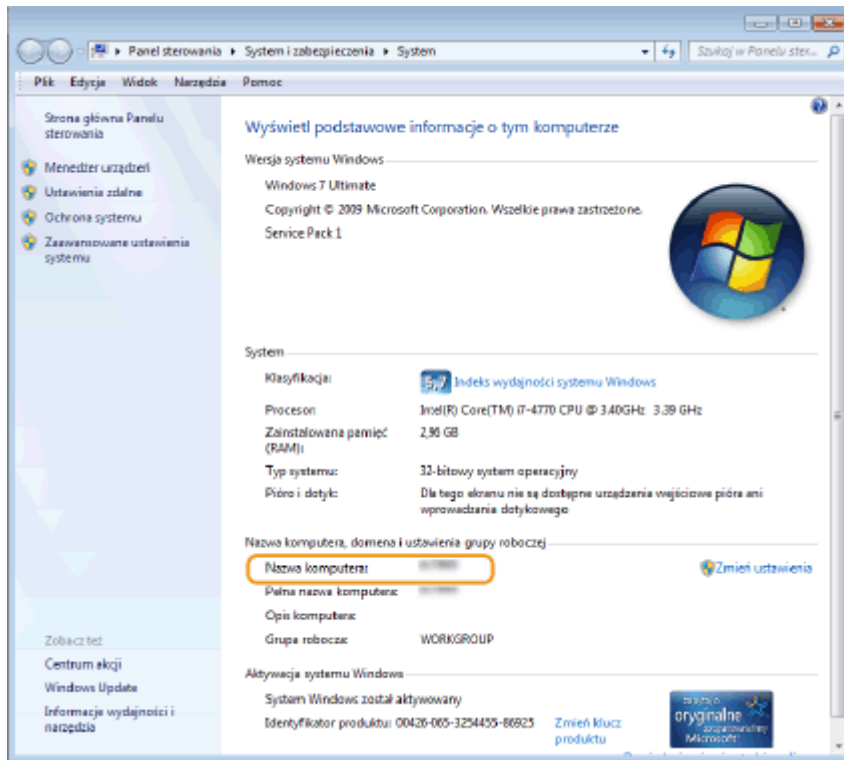 Panel sterowania ▸ System i zabezpieczenia ▸ System
Szukaj w Panelu ster...
Plik Edycja Widok Narzędzia Pomoc
Strona główna Panelu
sterowania
Menedżer urządzeń
Ustawienia zdalne
Ochrona systemu
Zaawansowane ustawienia
systemu
Wyświetl podstawowe informacje o tym komputerze
Wersja systemu Windows
Windows 7 Ultimate
Copyright © 2009 Microsoft Corporation. Wszelkie prawa zastrzeżone.
Service Pack 1
System
Klasyfikacja: 5,7 Indeks wydajności systemu Windows
Procesor: Intel(R) Core(TM) i7-4770 CPU @ 3.40GHz 3.39 GHz
Zainstalowana pamięć
(RAM): 2,96 GB
Typ systemu: 32-bitowy system operacyjny
Pióro i dotyk: Dla tego ekranu nie są dostępne urządzenia wejściowe pióra ani
wprowadzania dotykowego
Nazwa komputera, domena i ustawienia grupy roboczej
Nazwa komputera: Zmień ustawienia
Pełna nazwa komputera:
Opis komputera:
Grupa robocza: WORKGROUP
Aktywacja systemu Windows
System Windows został aktywowany
Identyfikator produktu: 00426-065-3254455-86925 Zmień klucz
produktu
Zobacz też
Centrum akcji
Windows Update
Informacje wydajności i
narzędzia
oryginalne
Microsoft